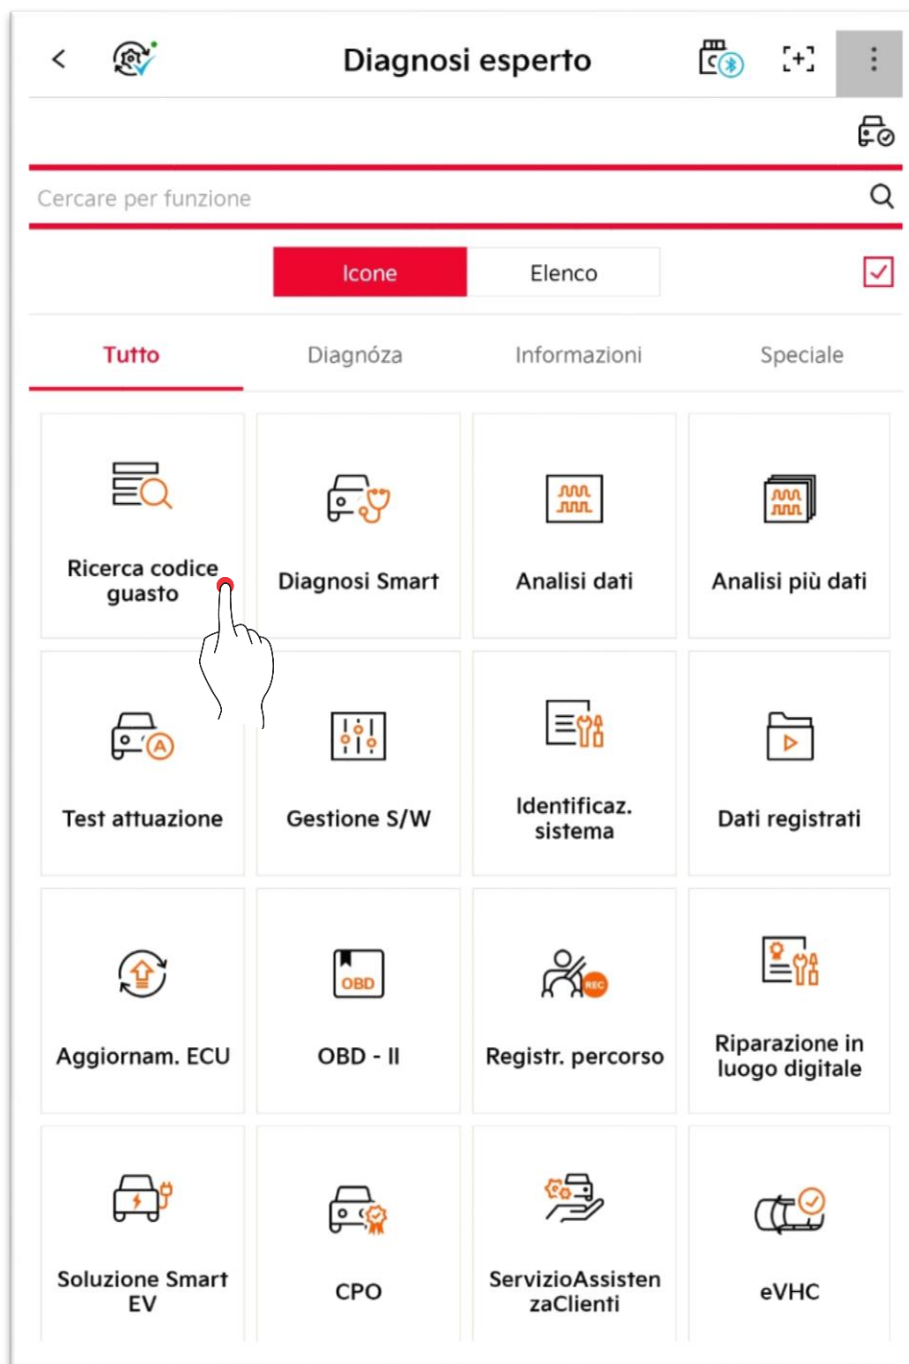 Diagnosi esperto
Cercare per funzione
Icone
Elenco
Tutto
Diagnóza
Informazioni
Speciale
Ricerca codice
guasto
Diagnosi Smart
Analisi dati
Analisi più dati
Test attuazione
Gestione S/W
Identificaz.
sistema
Dati registrati
A
Aggiornam. ECU
OBD
OBD - II
REC
Registr. percorso
Riparazione in
luogo digitale
Soluzione Smart
EV
CPO
ServizioAssisten
zaClienti
eVHC